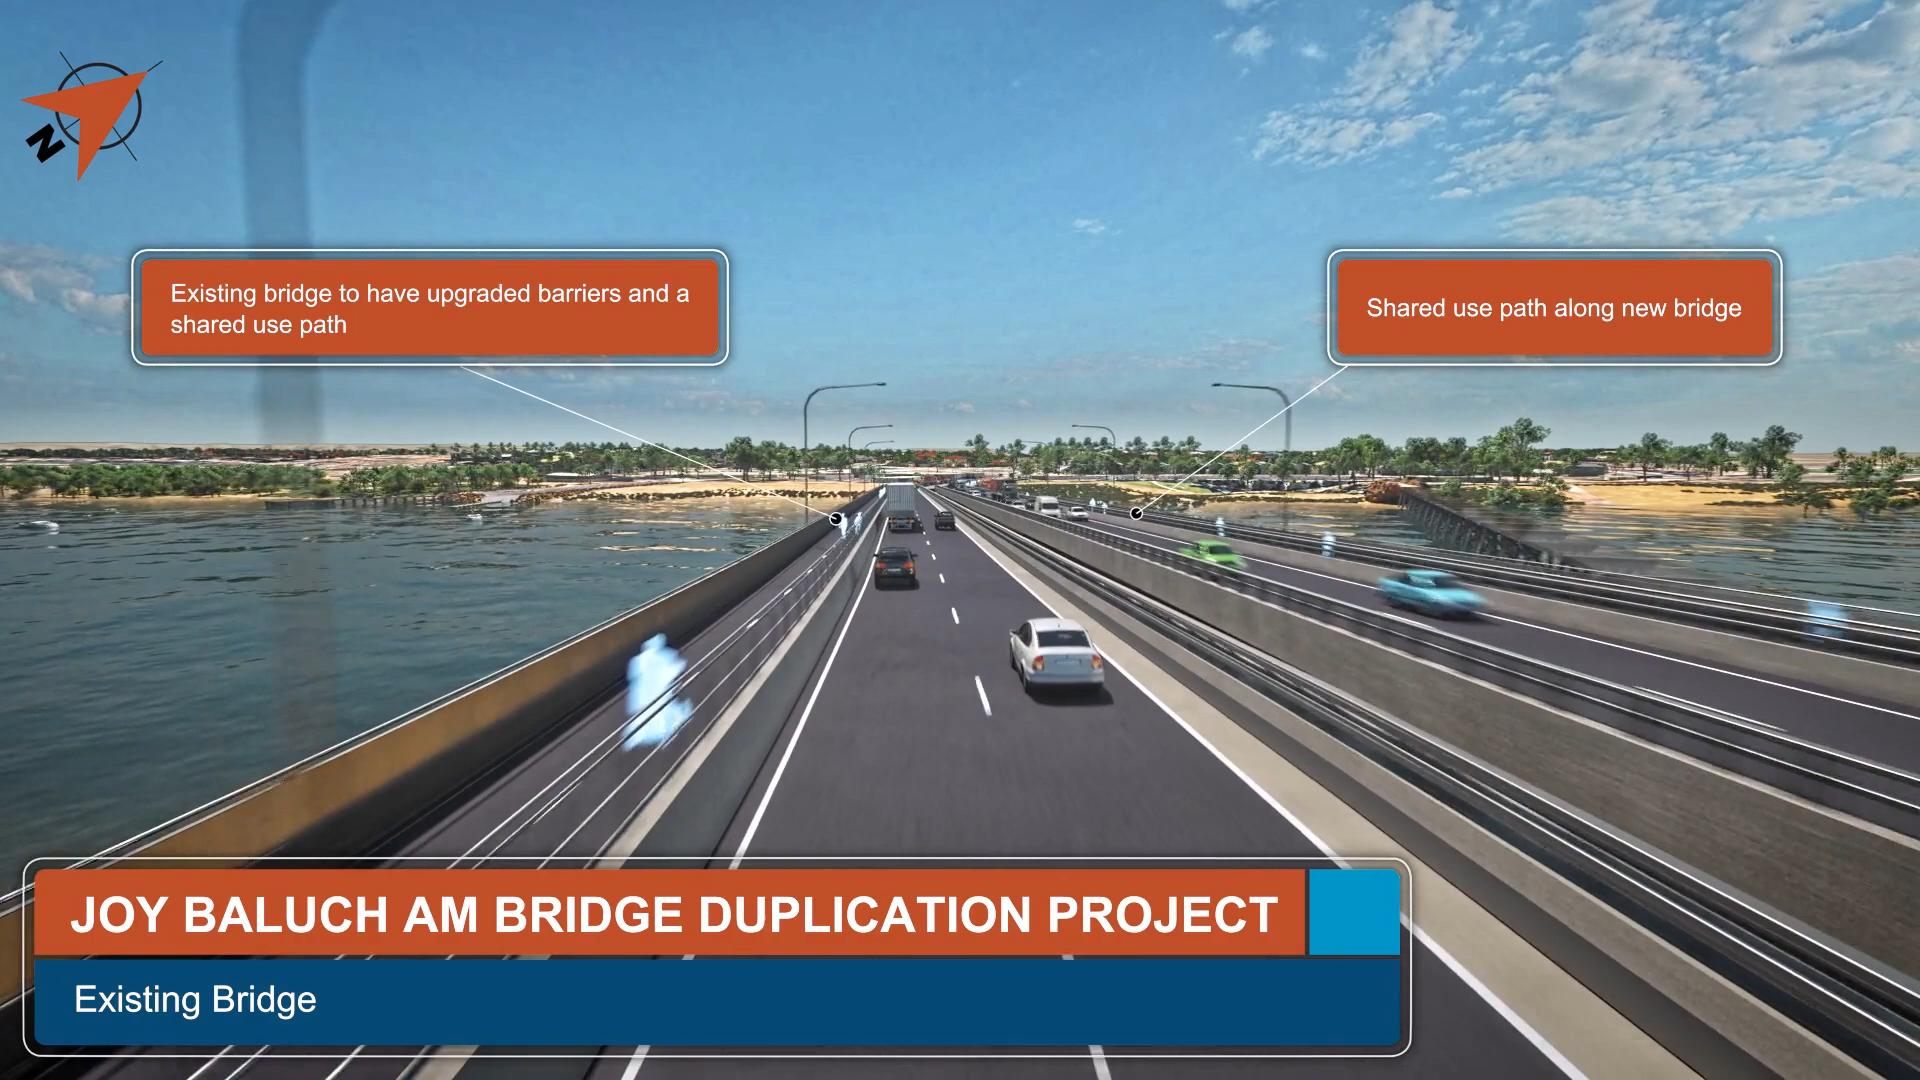 N
Existing bridge to have upgraded barriers and a
shared use path
Shared use path along new bridge
JOY BALUCH AM BRIDGE DUPLICATION PROJECT
Existing Bridge